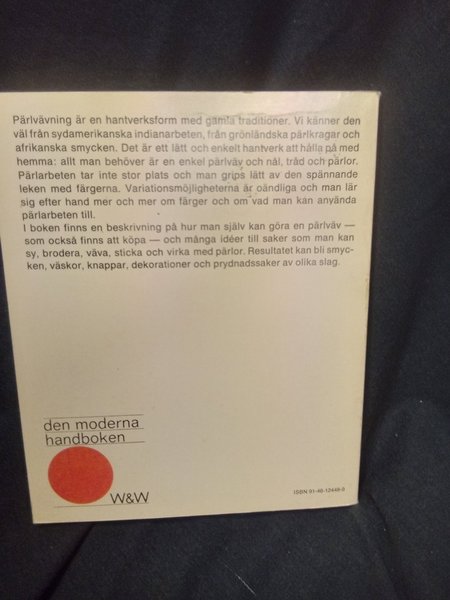 Pärlvävning är en hantverksform med gamla traditioner. Vi känner den
väl från sydamerikanska indianarbeten, från grönländska pärlkragar och
afrikanska smycken. Det är ett lätt och enkelt hantverk att hålla på med
hemma: allt man behöver är en enkel pärlväv och nål, tråd och pärlor.
Pärlarbeten tar inte stor plats och man grips lätt av den spännande
leken med färgerna. Variationsmöjligheterna är oändliga och man lär
sig efter hand mer och mer om färger och om vad man kan använda
pärlarbeten till.
I boken finns en beskrivning på hur man själv kan göra en pärlväv —
som också finns att köpa — och många idéer till saker som man kan
sy, brodera, väva, sticka och virka med pärlor. Resultatet kan bli smyc-
ken, väskor, knappar, dekorationer och prydnadssaker av olika slag.
den moderna
handboken
W&W
ISBN 91-46-12449-8